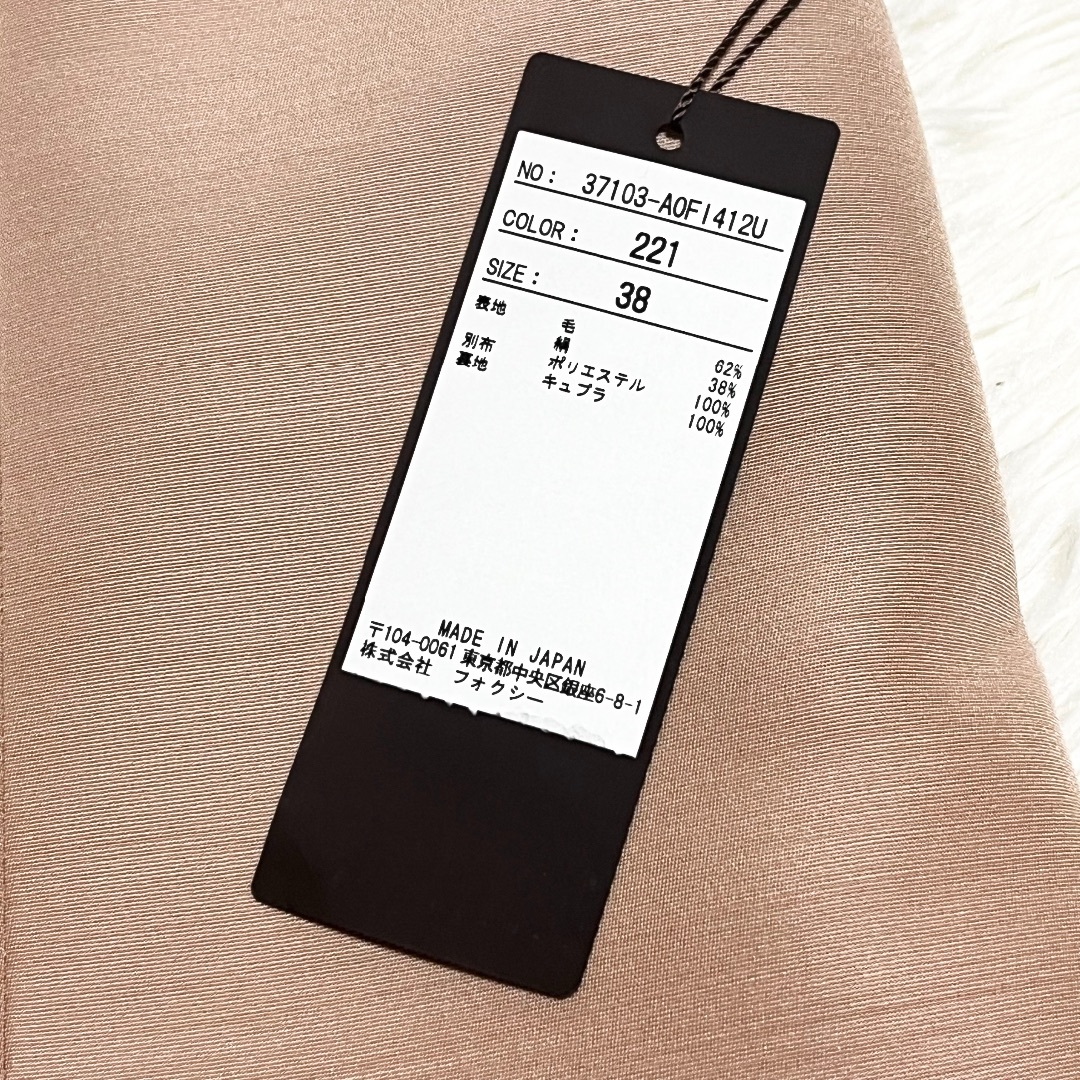 NO: 37103-A0F1412U
COLOR: 221
SIZE: 38
表地 毛 62%
絹 38%
別布 ポリエステル 100%
裏地 キュプラ 100%
MADE IN JAPAN
〒104-0061 東京都中央区銀座6-8-1
株式会社 フォクシー